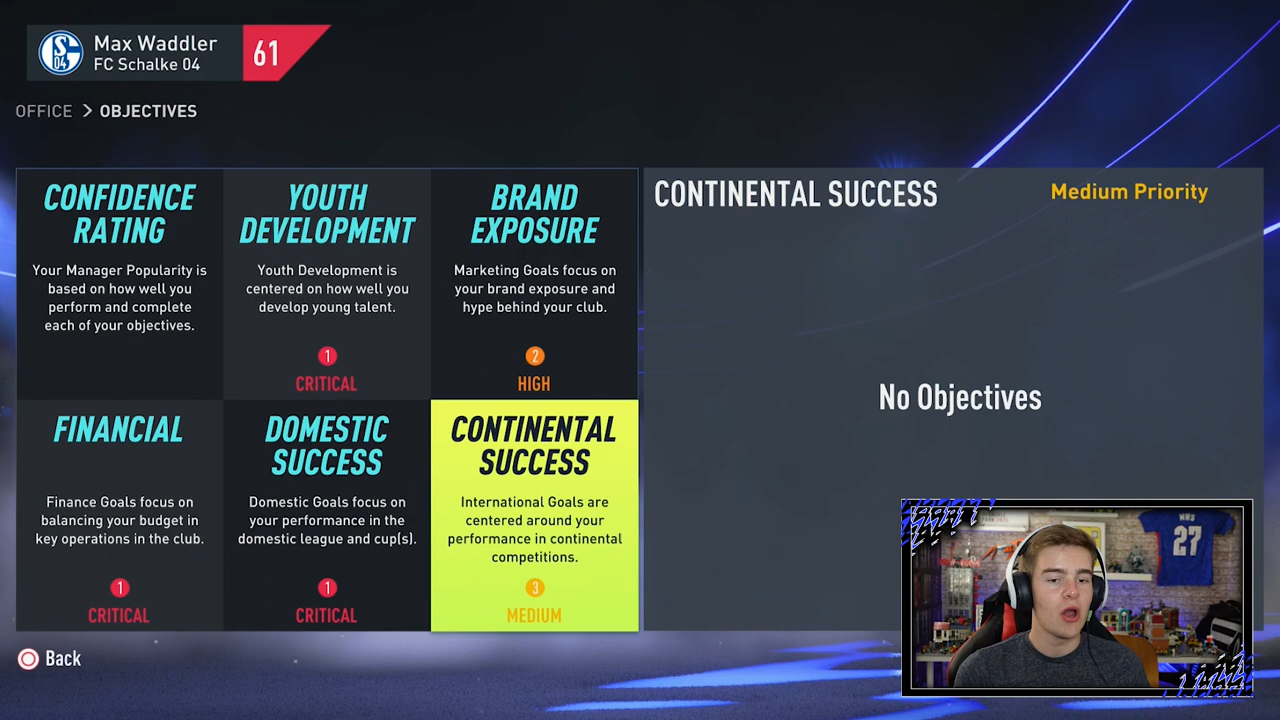 Max Waddler
FC Schalke 04
61
OFFICE > OBJECTIVES
CONFIDENCE
RATING
Your Manager Popularity is
based on how well you
perform and complete
each of your objectives.
YOUTH
DEVELOPMENT
Youth Development is
centered on how well you
develop young talent.
1
CRITICAL
BRAND
EXPOSURE
Marketing Goals focus on
your brand exposure and
hype behind your club.
2
HIGH
FINANCIAL
Finance Goals focus on
balancing your budget in
key operations in the club.
1
CRITICAL
DOMESTIC
SUCCESS
Domestic Goals focus on
your performance in the
domestic league and cup(s).
1
CRITICAL
CONTINENTAL
SUCCESS
International Goals are
centered around your
performance in continental
competitions.
3
MEDIUM
CONTINENTAL SUCCESS
Medium Priority
No Objectives
27
Back